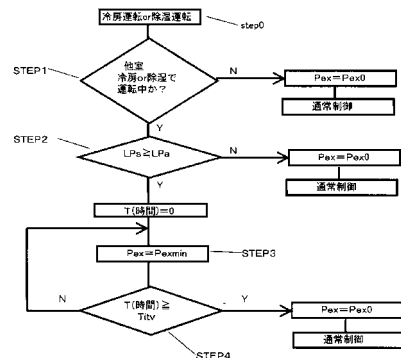 冷房運転or除湿運転
step0
STEP1
他室
冷房or除湿で
運転中か?
N
Pex=Pex0
通常制御
Y
STEP2
LPs≧LPa
N
Pex=Pex0
通常制御
Y
T(時間)=0
Pex=Pexmin
STEP3
N
T(時間)≧
Titv
Y
Pex=Pex0
通常制御
STEP4